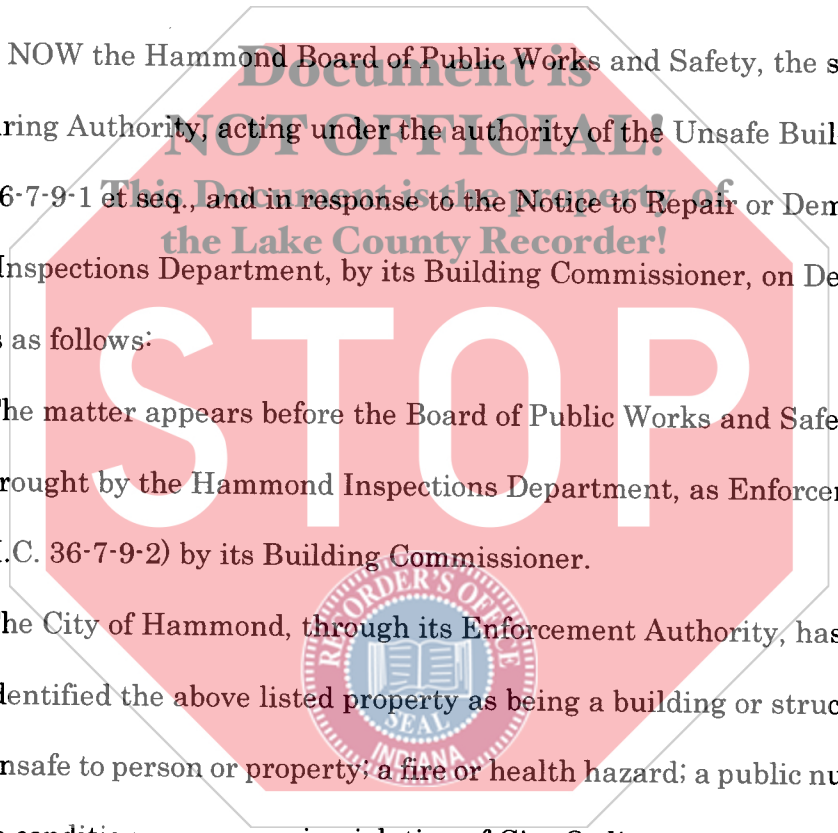 NOW the Hammond Board of Public Works and Safety, the s
ring Authority, acting under the authority of the Unsafe Buil
6-7-9-1 et seq., and in response to the Notice to Repair or Dem
Inspections Department, by its Building Commissioner, on De
s as follows:
The matter appears before the Board of Public Works and Safe
rought by the Hammond Inspections Department, as Enforcem
I.C. 36-7-9-2) by its Building Commissioner.
The City of Hammond, through its Enforcement Authority, has
dentified the above listed property as being a building or struc
nsafe to person or property; a fire or health hazard; a public nu
Document is
NOT OFFICIAL!
This Document is the property of
the Lake County Recorder!
STOP
RECORDER'S OFFICE
SEAL
INDIANA